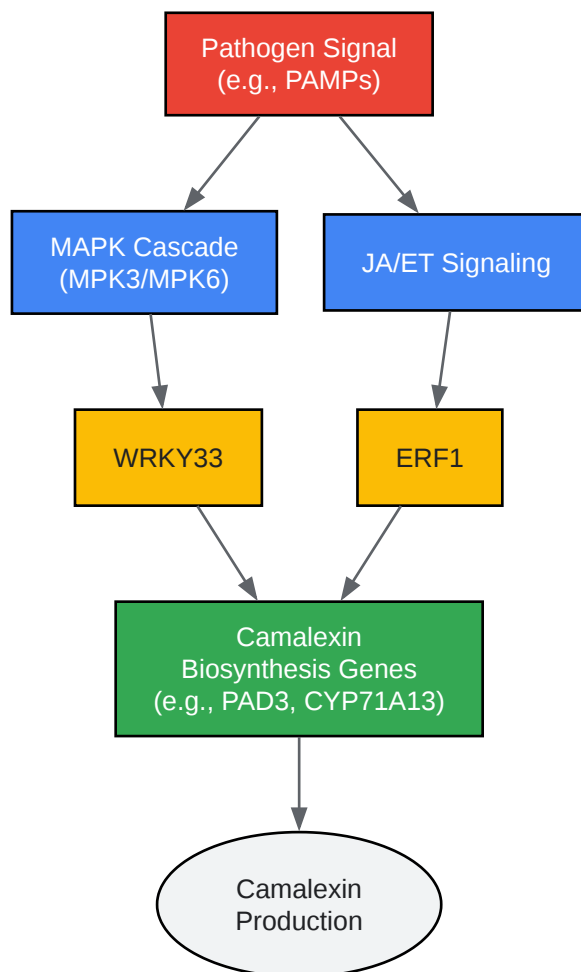 Pathogen Signal
(e.g., PAMPs)
MAPK Cascade
(MPK3/MPK6)
JA/ET Signaling
WRKY33
ERF1
Camalexin
Biosynthesis Genes
(e.g., PAD3, CYP71A13)
Camalexin
Production